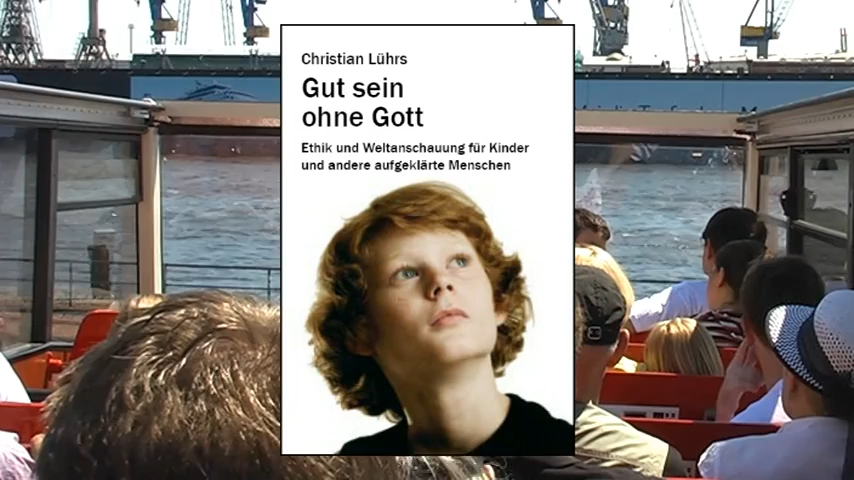 Christian Lührs
Gut sein
ohne Gott
Ethik und Weltanschauung für Kinder
und andere aufgeklärte Menschen